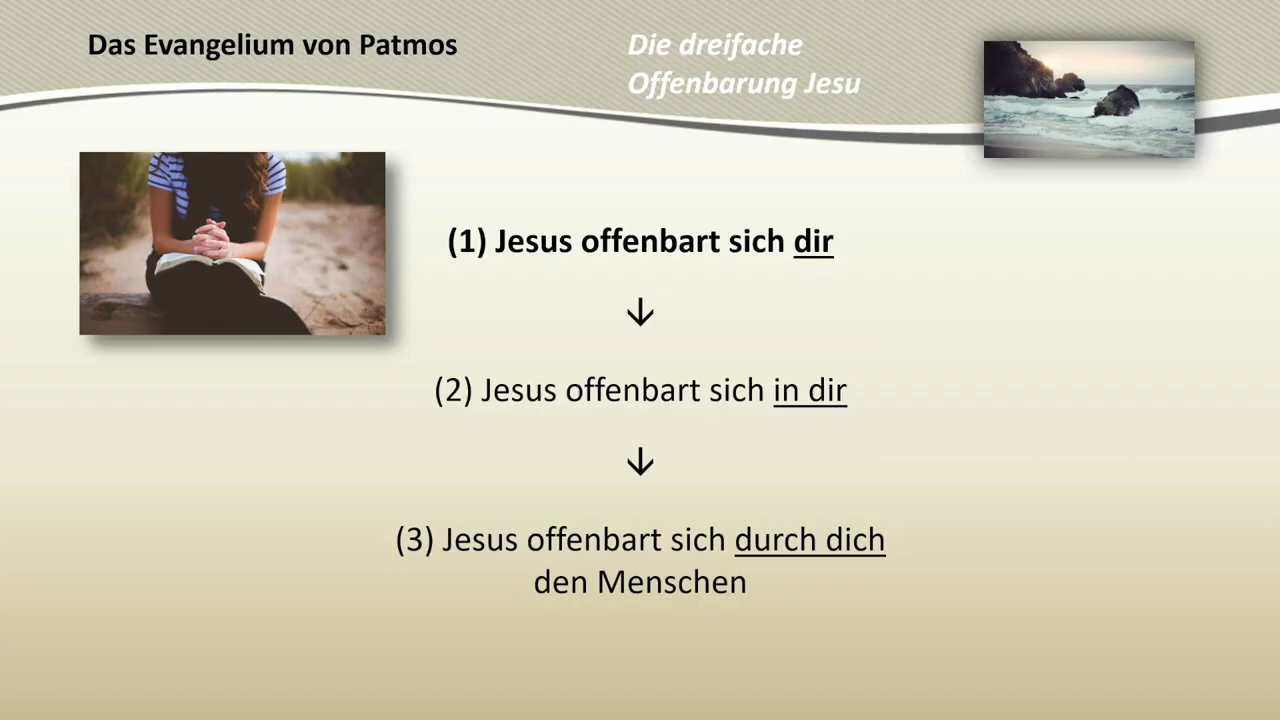 Das Evangelium von Patmos
Die dreifache
Offenbarung Jesu
(1) Jesus offenbart sich dir
↓
(2) Jesus offenbart sich in dir
↓
(3) Jesus offenbart sich durch dich
den Menschen